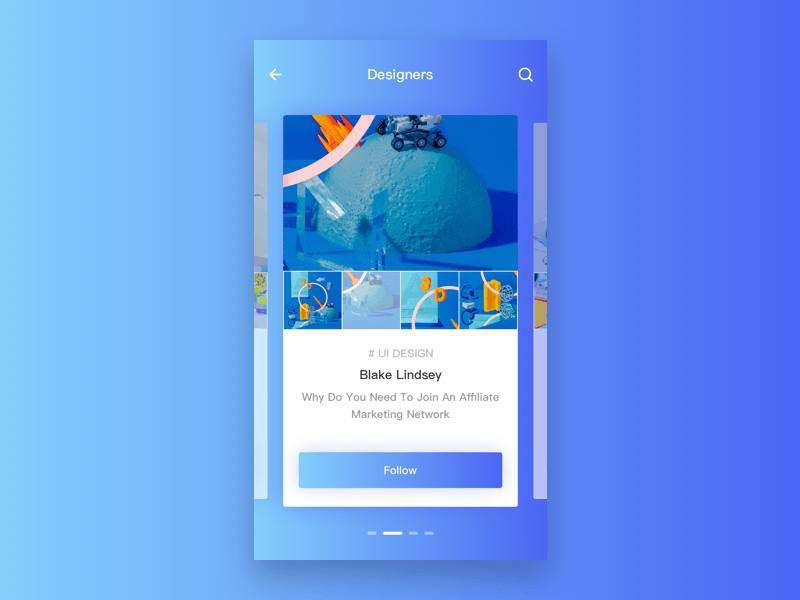 Designers
# UI DESIGN
Blake Lindsey
Why Do You Need To Join An Affiliate
Marketing Network
Follow